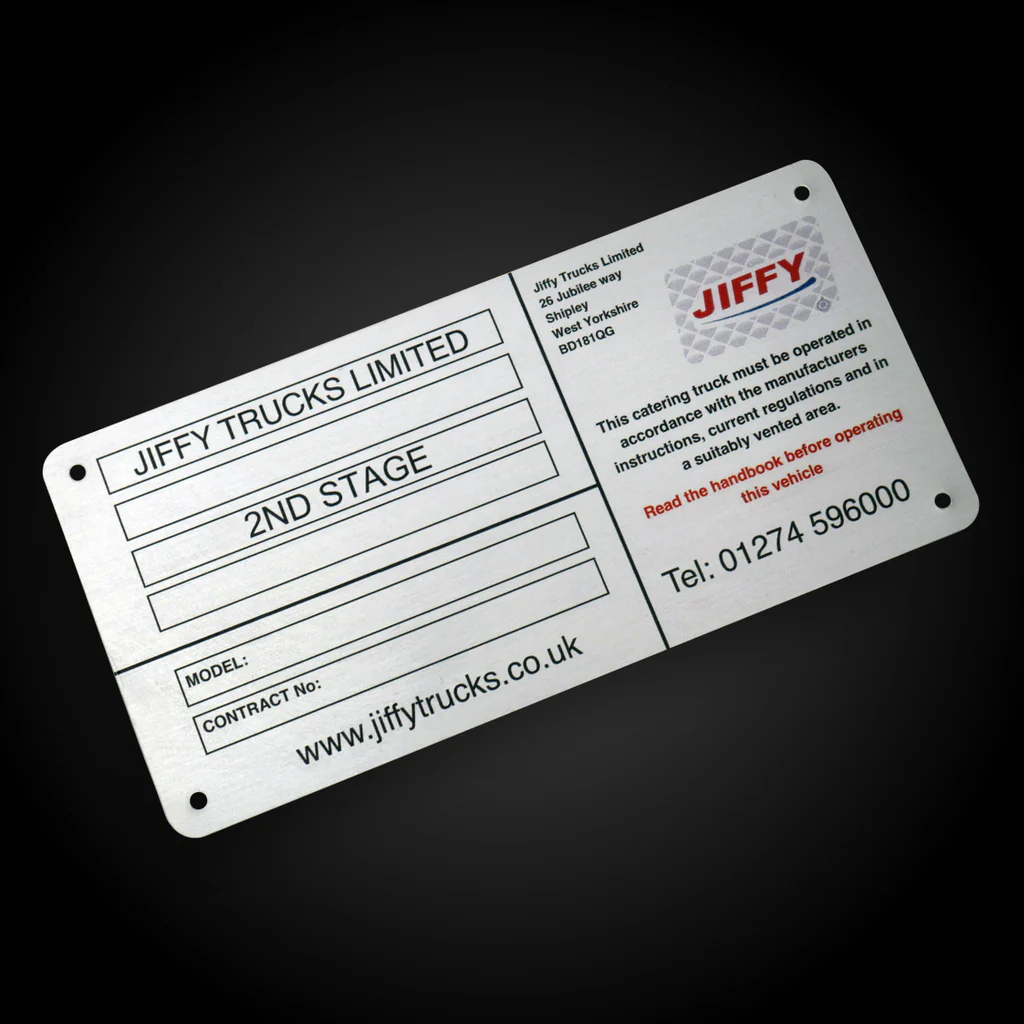 JIFFY TRUCKS LIMITED
2ND STAGE
MODEL:
CONTRACT No:
www.jiffytrucks.co.uk
Jiffy Trucks Limited
26 Jubilee way
Shipley
West Yorkshire
BD181QG
JIFFY
This catering truck must be operated in
accordance with the manufacturers
instructions, current regulations and in
a suitably vented area.
Read the handbook before operating
this vehicle
Tel: 01274 596000